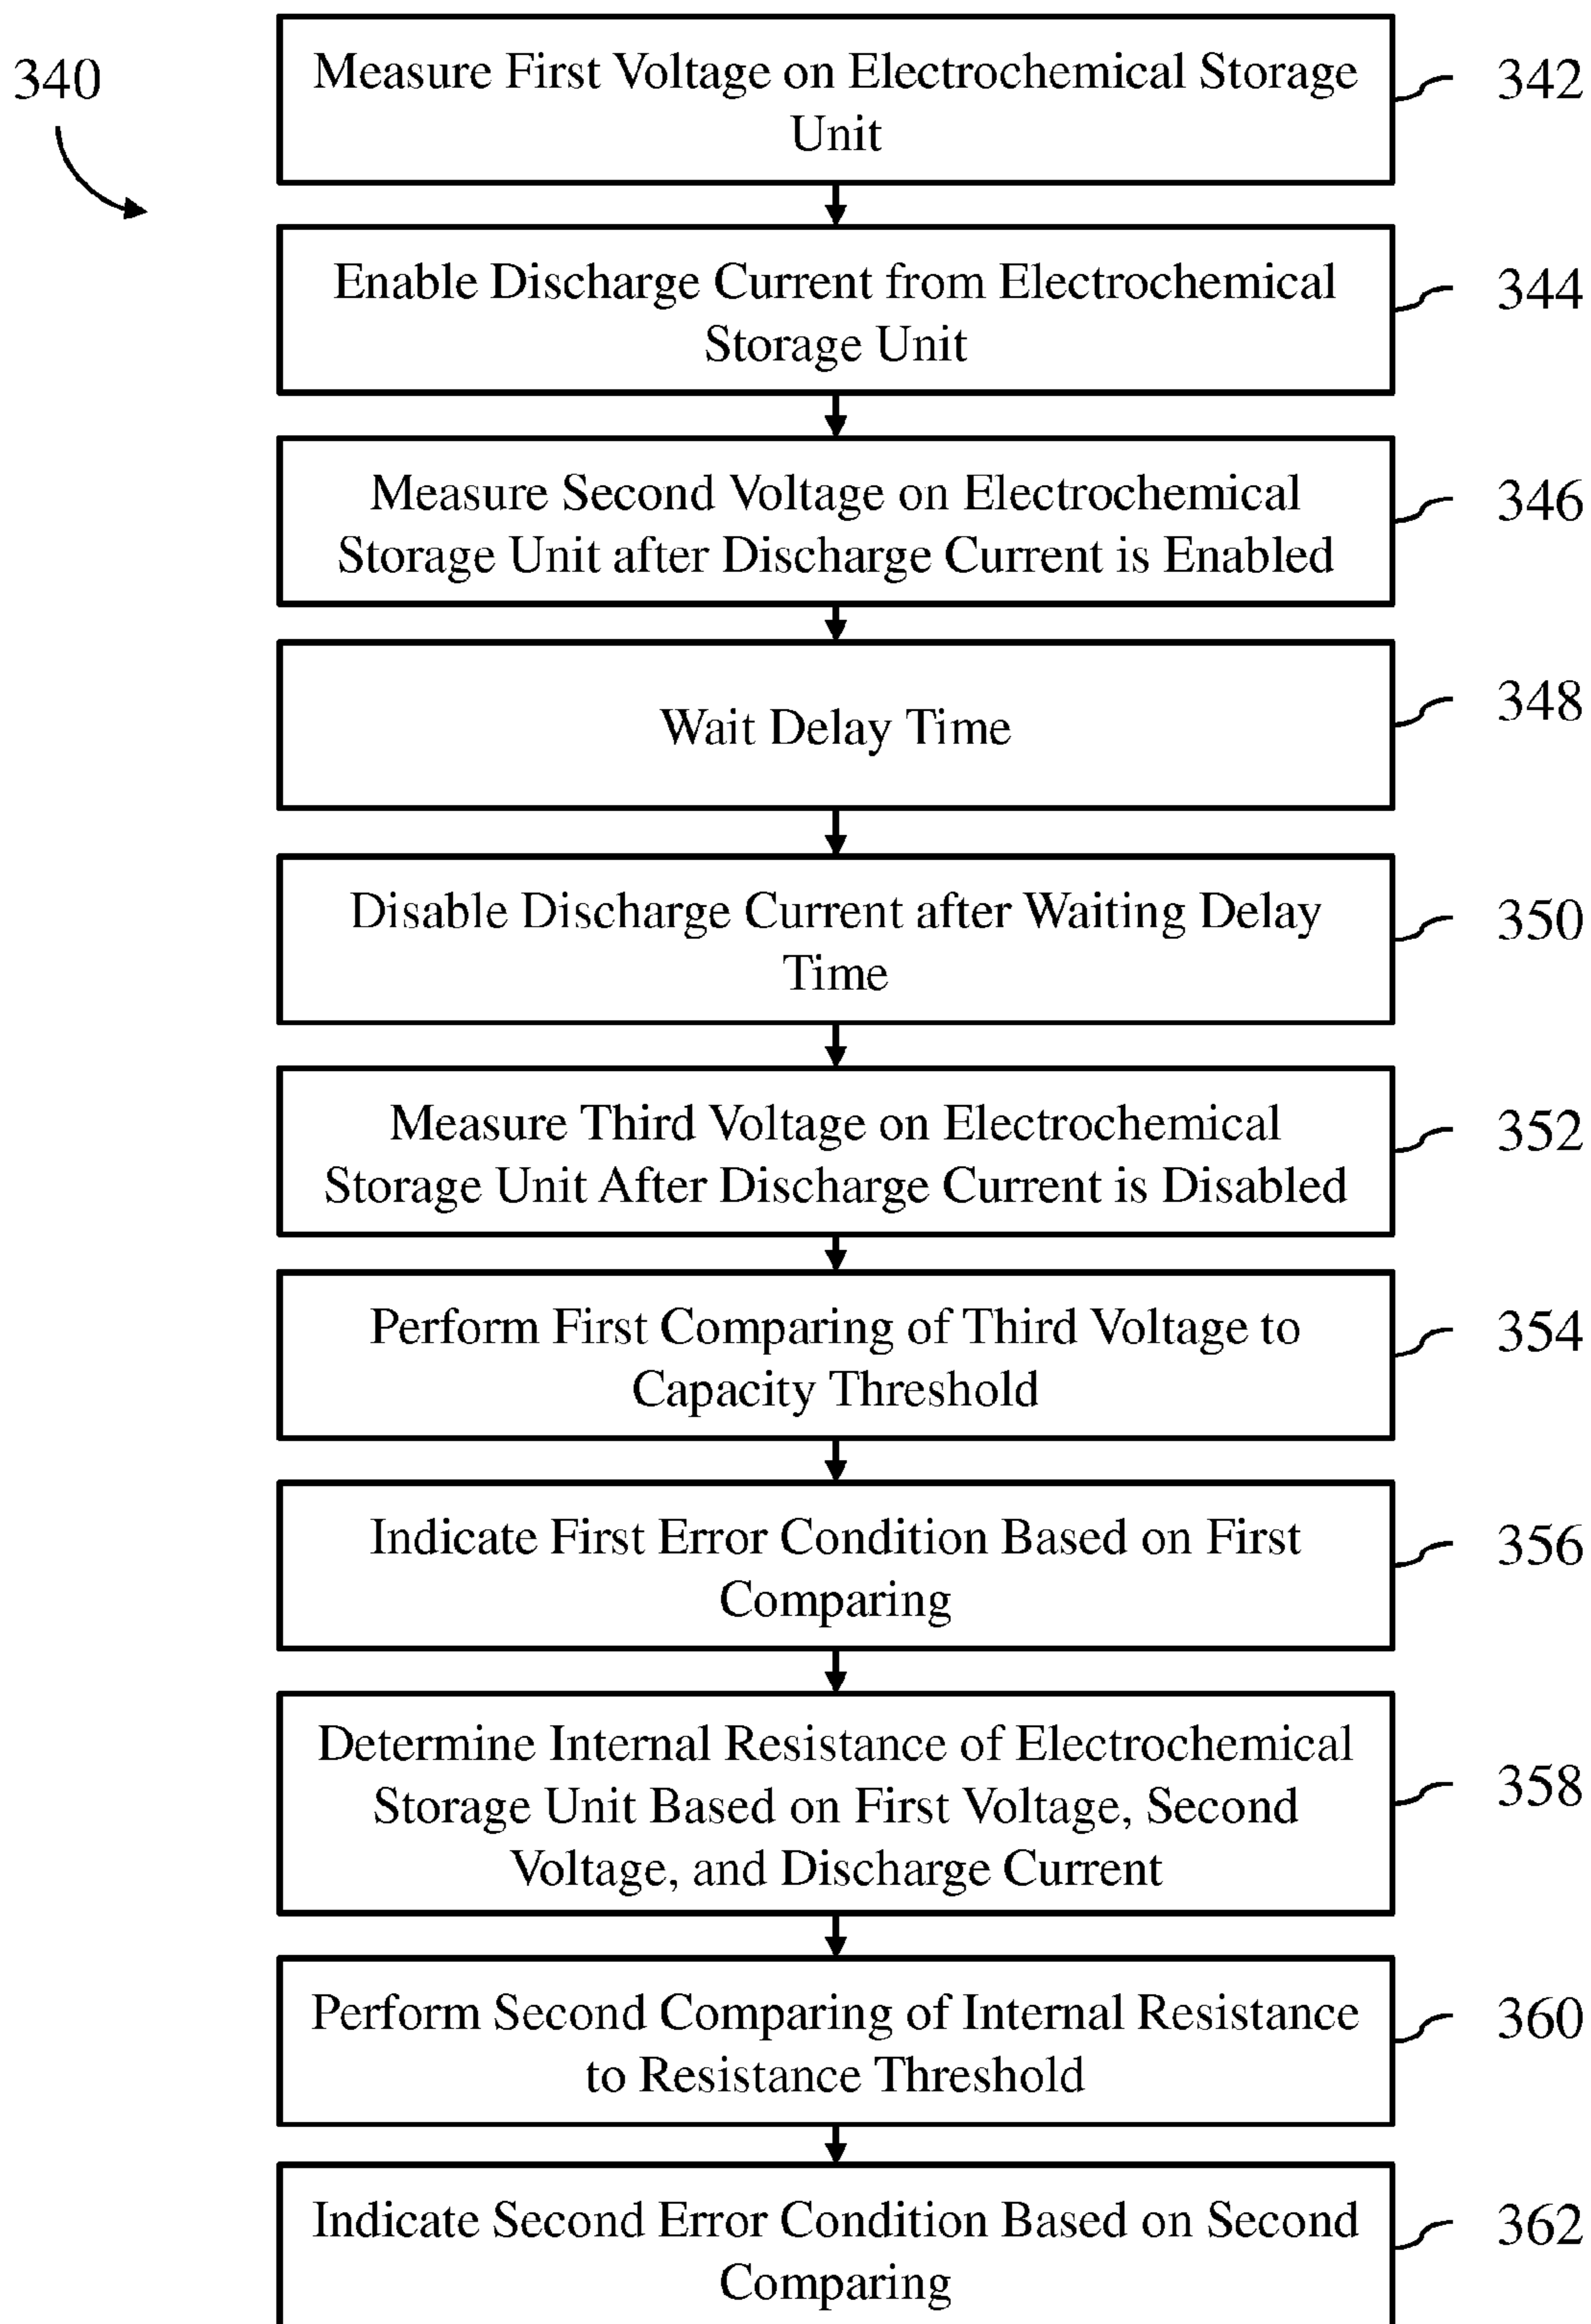 340
Measure First Voltage on Electrochemical Storage
Unit
342
Enable Discharge Current from Electrochemical
Storage Unit
344
Measure Second Voltage on Electrochemical
Storage Unit after Discharge Current is Enabled
346
Wait Delay Time
348
Disable Discharge Current after Waiting Delay
Time
350
Measure Third Voltage on Electrochemical
Storage Unit After Discharge Current is Disabled
352
Perform First Comparing of Third Voltage to
Capacity Threshold
354
Indicate First Error Condition Based on First
Comparing
356
Determine Internal Resistance of Electrochemical
Storage Unit Based on First Voltage, Second
Voltage, and Discharge Current
358
Perform Second Comparing of Internal Resistance
to Resistance Threshold
360
Indicate Second Error Condition Based on Second
Comparing
362